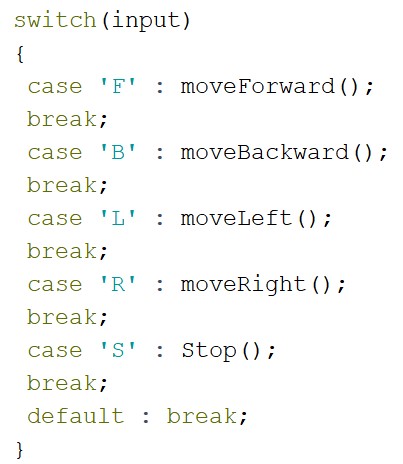 switch(input)
{
case 'F' : moveForward();
break;
case 'B' : moveBackward();
break;
case 'L' : moveLeft();
break;
case 'R' : moveRight();
break;
case 'S' : Stop();
break;
default : break;
}